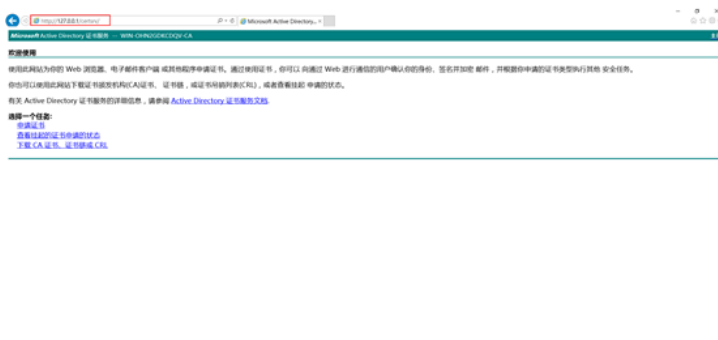 http://127.0.0.1/certsrv/
Microsoft Active Directory...
Microsoft Active Directory 证书服务 -- WIN-OHN2GDKCDQV-CA
欢迎使用
使用此网站为你的 Web 浏览器、电子邮件客户端 或其他程序申请证书。通过使用证书，你可以 向通过 Web 进行通信的用户确认你的身份、签名并加密 邮件，并根据你申请的证书类型执行其他 安全任务。
你也可以使用此网站下载证书颁发机构(CA)证书、 证书链，或证书吊销列表(CRL)，或者查看挂起 申请的状态。
有关 Active Directory 证书服务的详细信息，请参阅 Active Directory 证书服务文档.
选择一个任务:
申请证书
查看挂起的证书申请的状态
下载 CA 证书、证书链或 CRL